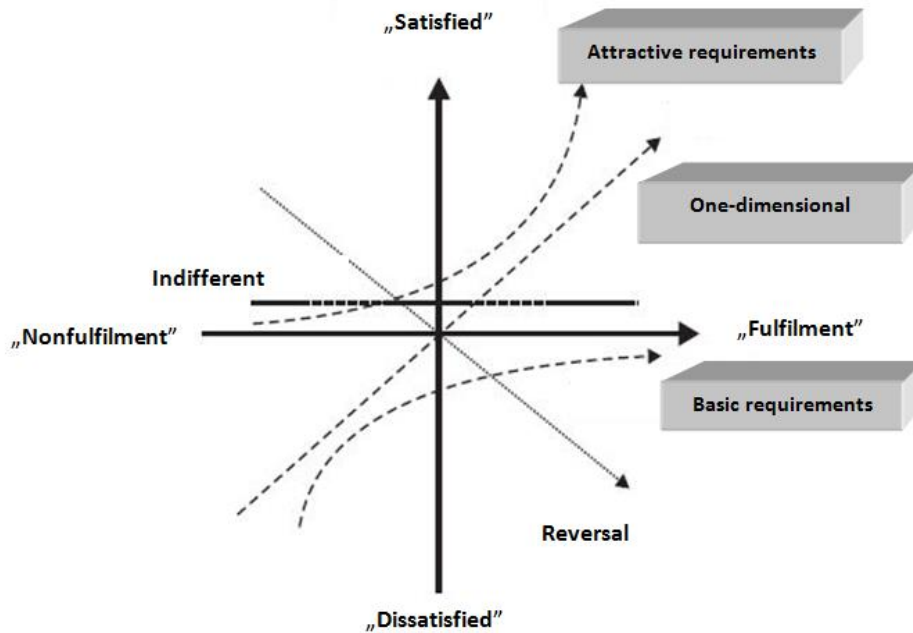 „Satisfied”
Attractive requirements
One-dimensional
Indifferent
„Nonfulfilment”
„Fulfilment”
Basic requirements
Reversal
„Dissatisfied”